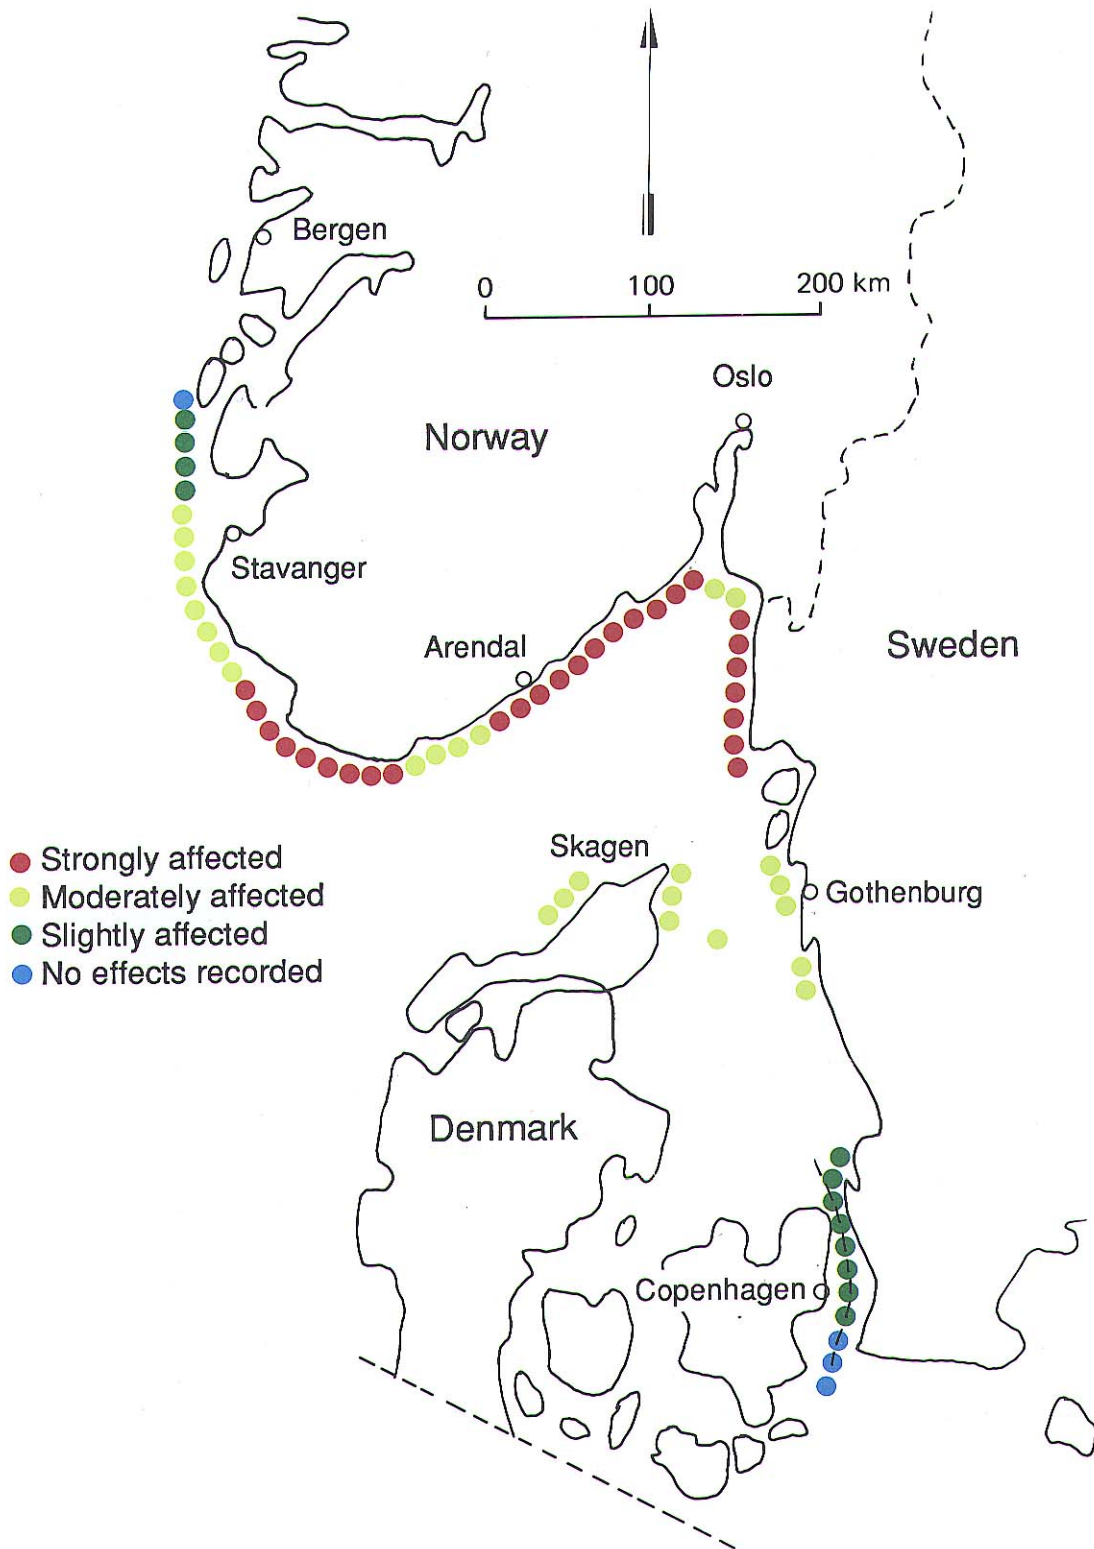 Bergen
0 100 200 km
Oslo
Norway
Stavanger
Arendal
Sweden
Skagen
Strongly affected
Moderately affected
Slightly affected
No effects recorded
Gothenburg
Denmark
Copenhagen